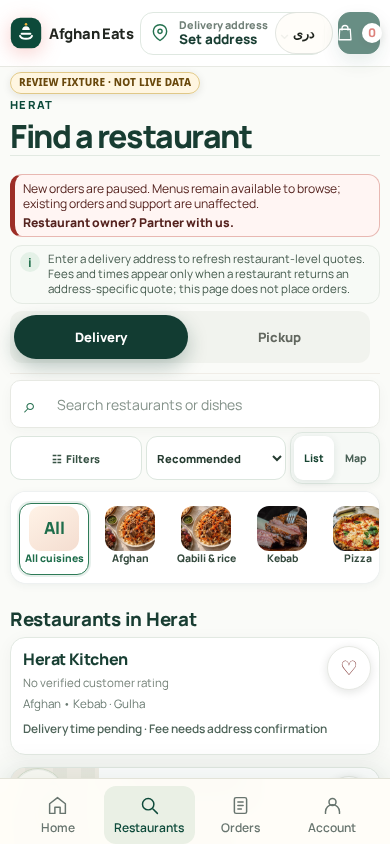 Afghan Eats
Delivery address
Set address
دری
0
REVIEW FIXTURE · NOT LIVE DATA
HERAT
Find a restaurant
New orders are paused. Menus remain available to browse;
existing orders and support are unaffected.
Restaurant owner? Partner with us.
i
Enter a delivery address to refresh restaurant-level quotes.
Fees and times appear only when a restaurant returns an
address-specific quote; this page does not place orders.
Delivery
Pickup
Search restaurants or dishes
Filters
Recommended
List
Map
All
All cuisines
Afghan
Qabili & rice
Kebab
Pizza
Restaurants in Herat
Herat Kitchen
No verified customer rating
Afghan • Kebab · Gulha
Delivery time pending · Fee needs address confirmation
Home
Restaurants
Orders
Account